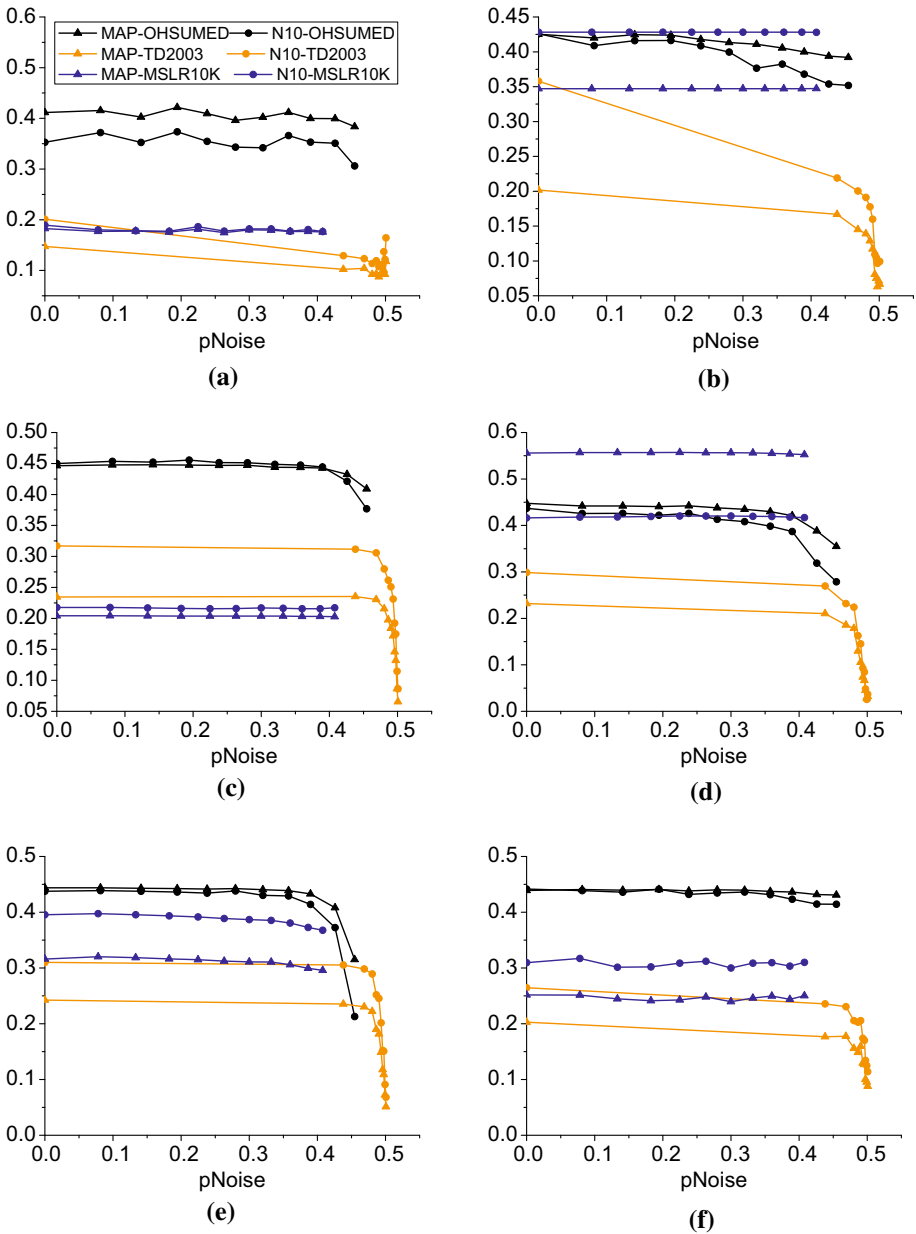 MAP-OHSUMED N10-OHSUMED
MAP-TD2003 N10-TD2003
MAP-MSLR10K N10-MSLR10K
0.6
0.5
0.4
0.3
0.2
0.1
0.0 0.1 0.2 0.3 0.4 0.5
pNoise
(a)
0.45
0.40
0.35
0.30
0.25
0.20
0.15
0.10
0.05
0.0 0.1 0.2 0.3 0.4 0.5
pNoise
(b)
0.50
0.45
0.40
0.35
0.30
0.25
0.20
0.15
0.10
0.05
0.0 0.1 0.2 0.3 0.4 0.5
pNoise
(c)
0.6
0.5
0.4
0.3
0.2
0.1
0.0
0.0 0.1 0.2 0.3 0.4 0.5
pNoise
(d)
0.5
0.4
0.3
0.2
0.1
0.0
0.0 0.1 0.2 0.3 0.4 0.5
pNoise
(e)
0.5
0.4
0.3
0.2
0.1
0.0
0.0 0.1 0.2 0.3 0.4 0.5
pNoise
(f)